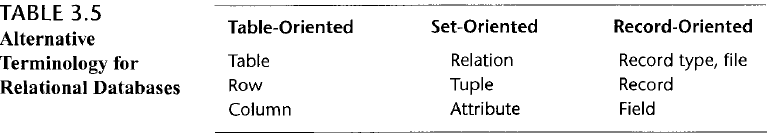 TABLE 3.5
Alternative
Terminology for
Relational Databases
Table-Oriented Set-Oriented Record-Oriented
Table Relation Record type, file
Row Tuple Record
Column Attribute Field